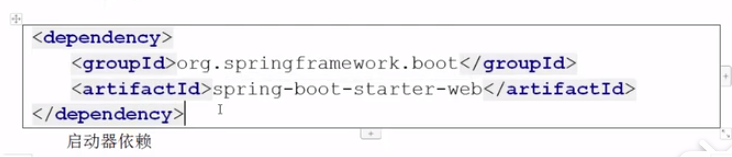 <dependency>
<groupId>org.springframework.boot</groupId>
<artifactId>spring-boot-starter-web</artifactId>
</dependency>
启动器依赖